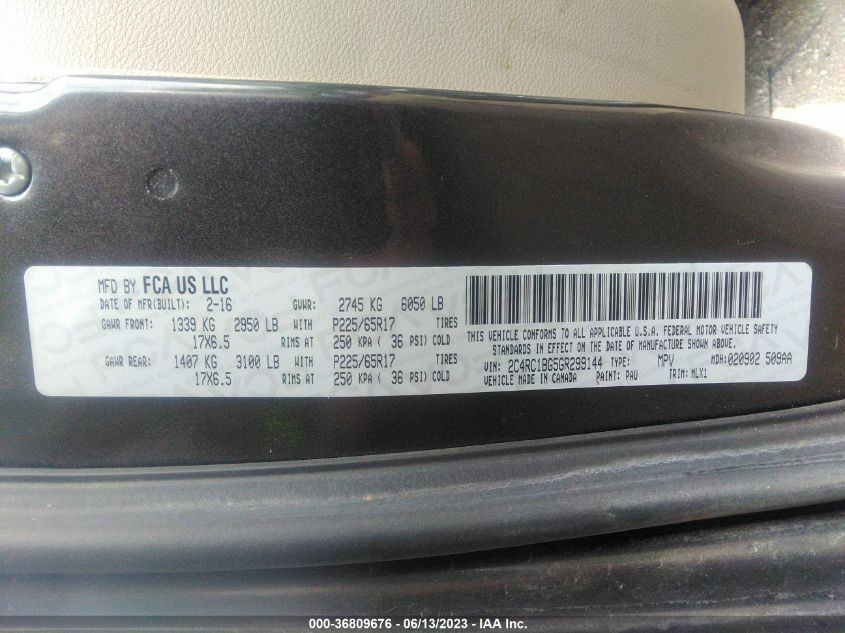 MFD BY FCA US LLC
DATE OF MFR(BUILT): 2-16 GVWR: 2745 KG 6050 LB
GAWR FRONT: 1339 KG 2950 LB WITH P225/65R17 TIRES
17X6.5 RIMS AT 250 KPA ( 36 PSI) COLD
GAWR REAR: 1407 KG 3100 LB WITH P225/65R17 TIRES
17X6.5 RIMS AT 250 KPA ( 36 PSI) COLD
THIS VEHICLE CONFORMS TO ALL APPLICABLE U.S.A. FEDERAL MOTOR VEHICLE SAFETY
STANDARDS IN EFFECT ON THE DATE OF MANUFACTURE SHOWN ABOVE.
VIN: 2C4RC1BG5GR299144 TYPE: MPV MDH:020902 509AA
VEHICLE MADE IN CANADA PAINT: PAU TRIM: MLX1
000-36809676 - 06/13/2023 - IAA Inc.